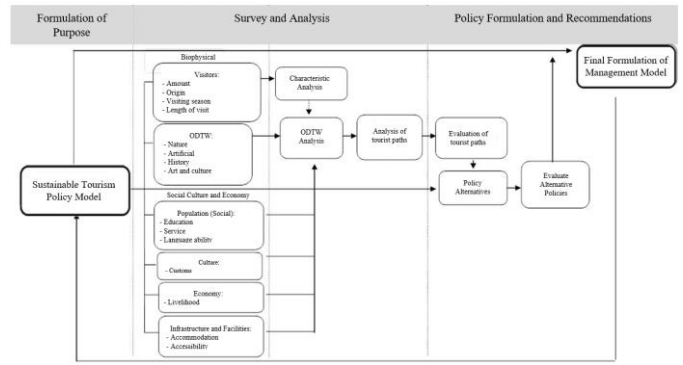 Formulation of
Purpose
Survey and Analysis
Policy Formulation and Recommendations
Biophysical
Visitors:
- Amount
- Origin
- Visiting season
- Length of visit
Characteristic
Analysis
Final Formulation of
Management Model
ODTW:
- Nature
- Artificial
- History
- Art and culture
ODTW
Analysis
Analysis of
tourist paths
Evaluation of
tourist paths
Sustainable Tourism
Policy Model
Policy
Alternatives
Evaluate
Alternative
Policies
Social Culture and Economy
Population (Social):
- Education
- Service
- Language ability
Culture:
- Customs
Economy:
- Livelihood
Infrastructure and Facilities:
- Accommodation
- Accessibility